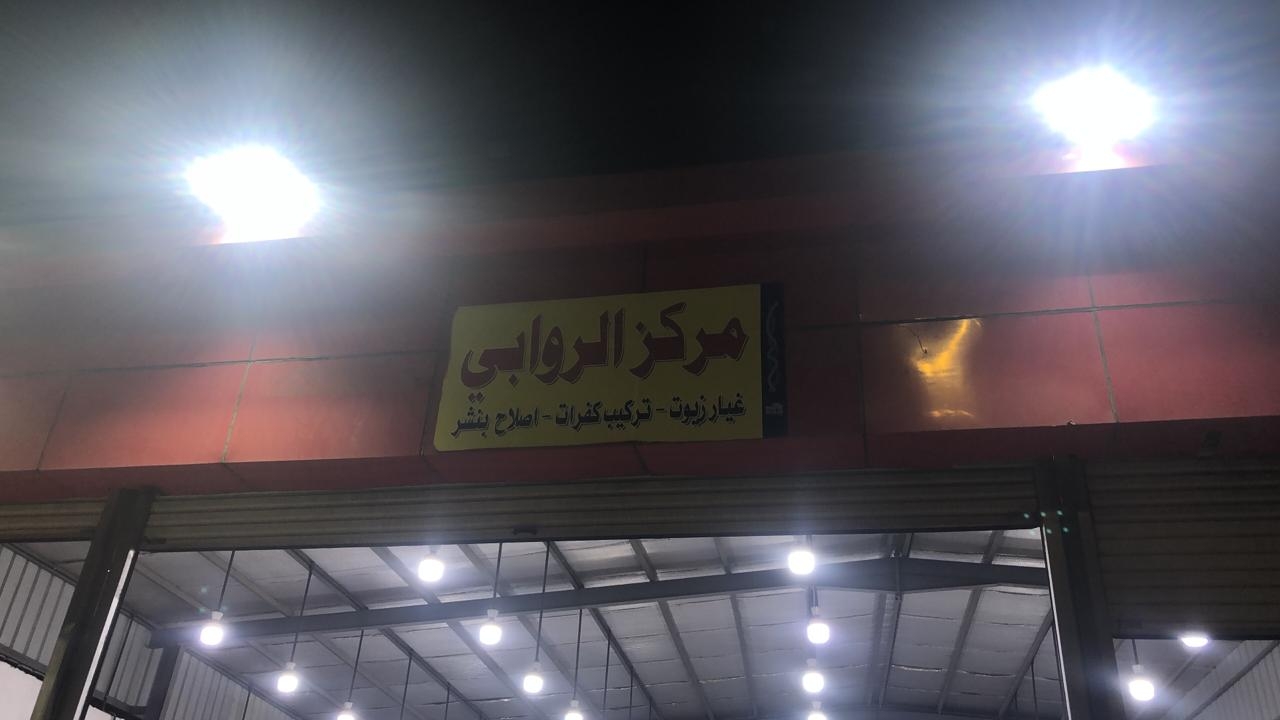 مركز الروابي
غيار زيوت - تركيب كفرات - اصلاح بنشر